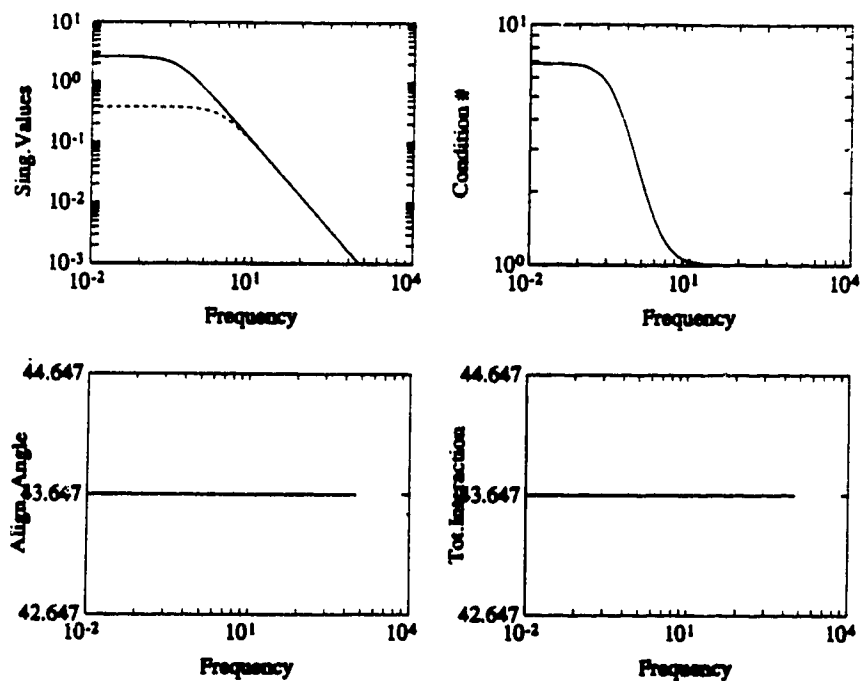 10¹
10⁰
10⁻¹
10⁻²
10⁻³
Sing. Values
10⁻² 10¹ 10⁴
Frequency
10¹
10⁰
Condition #
10⁻² 10¹ 10⁴
Frequency
44.647
3.647
42.647
Align. Angle
10⁻² 10¹ 10⁴
Frequency
44.647
3.647
42.647
Tot.Interaction
10⁻² 10¹ 10⁴
Frequency